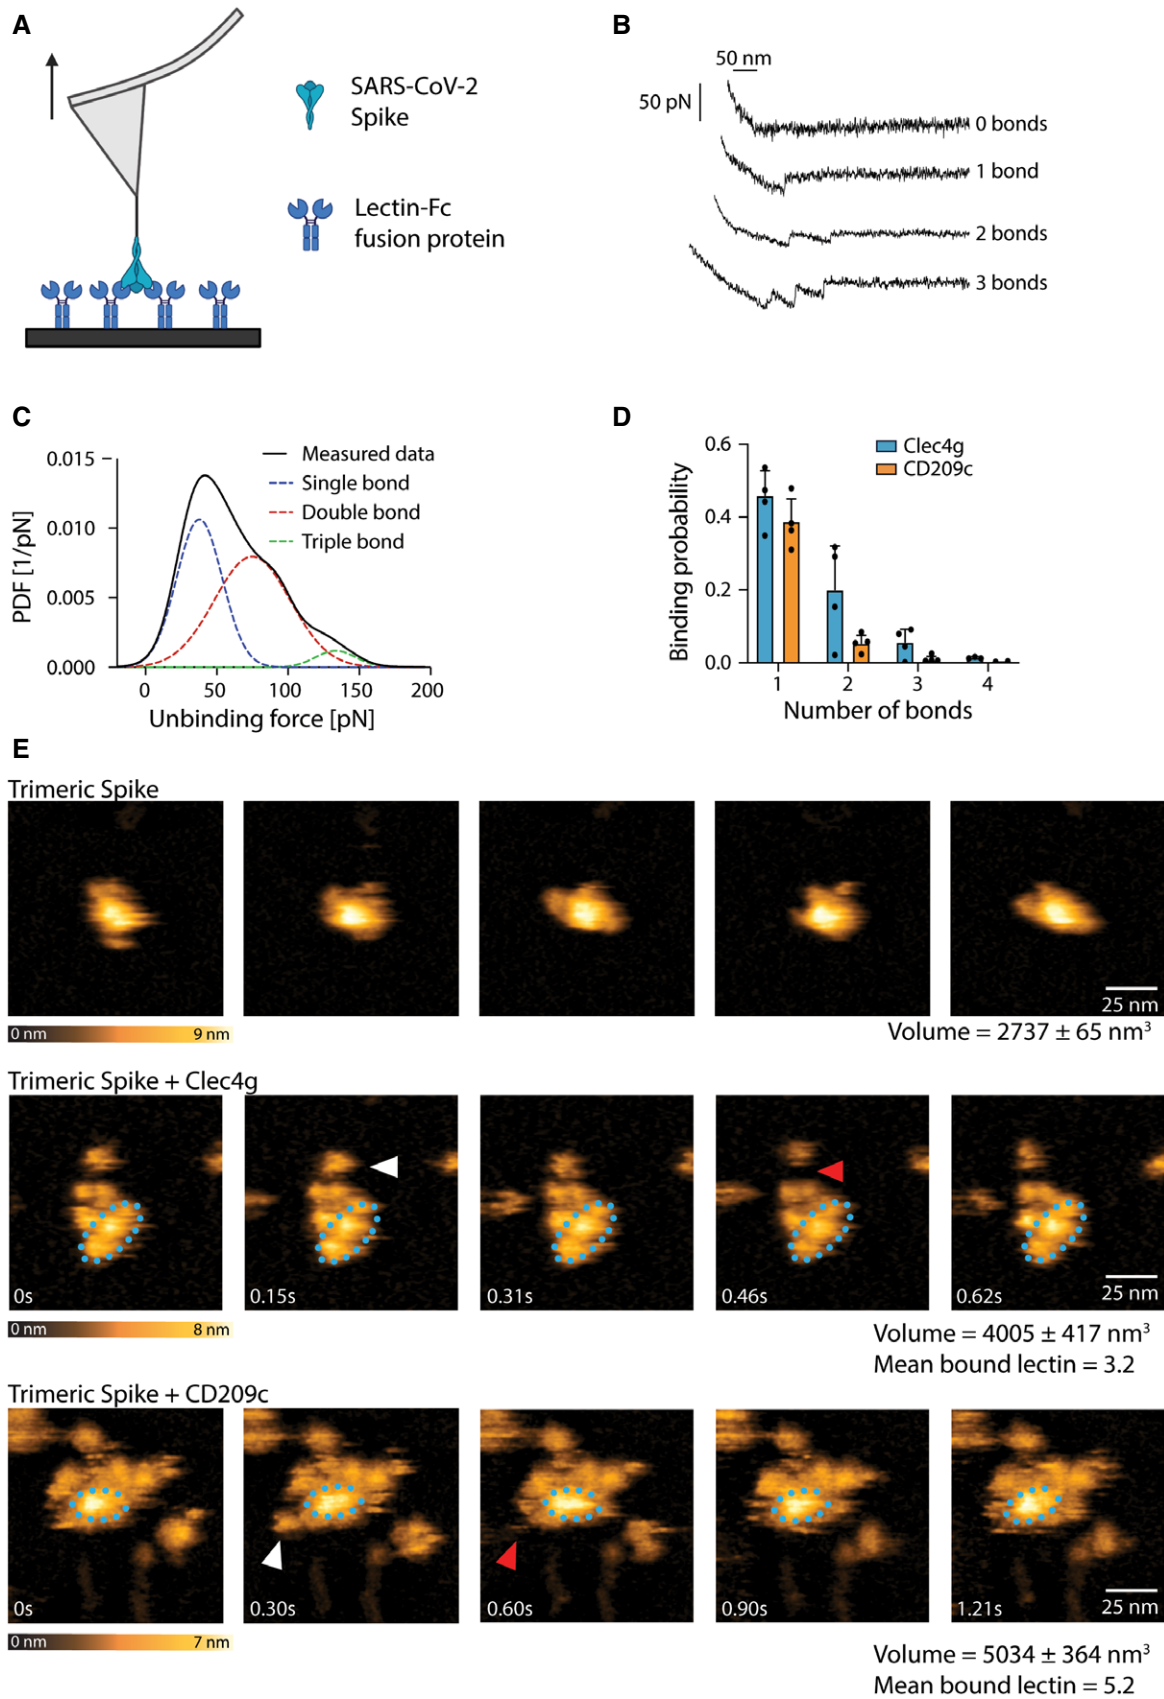 A
SARS-CoV-2
Spike
Lectin-Fc
fusion protein
B
50 nm
50 pN
0 bonds
1 bond
2 bonds
3 bonds
C
PDF [1/pN]
0.015
0.010
0.005
0.000
0
50
100
150
200
Unbinding force [pN]
Measured data
Single bond
Double bond
Triple bond
D
Binding probability
0.6
0.4
0.2
0.0
1
2
3
4
Number of bonds
Clec4g
CD209c
E
Trimeric Spike
25 nm
0 nm 9 nm
Volume = 2737 ± 65 nm³
Trimeric Spike + Clec4g
0s
0.15s
0.31s
0.46s
0.62s
25 nm
0 nm 8 nm
Volume = 4005 ± 417 nm³
Mean bound lectin = 3.2
Trimeric Spike + CD209c
0s
0.30s
0.60s
0.90s
1.21s
25 nm
0 nm 7 nm
Volume = 5034 ± 364 nm³
Mean bound lectin = 5.2